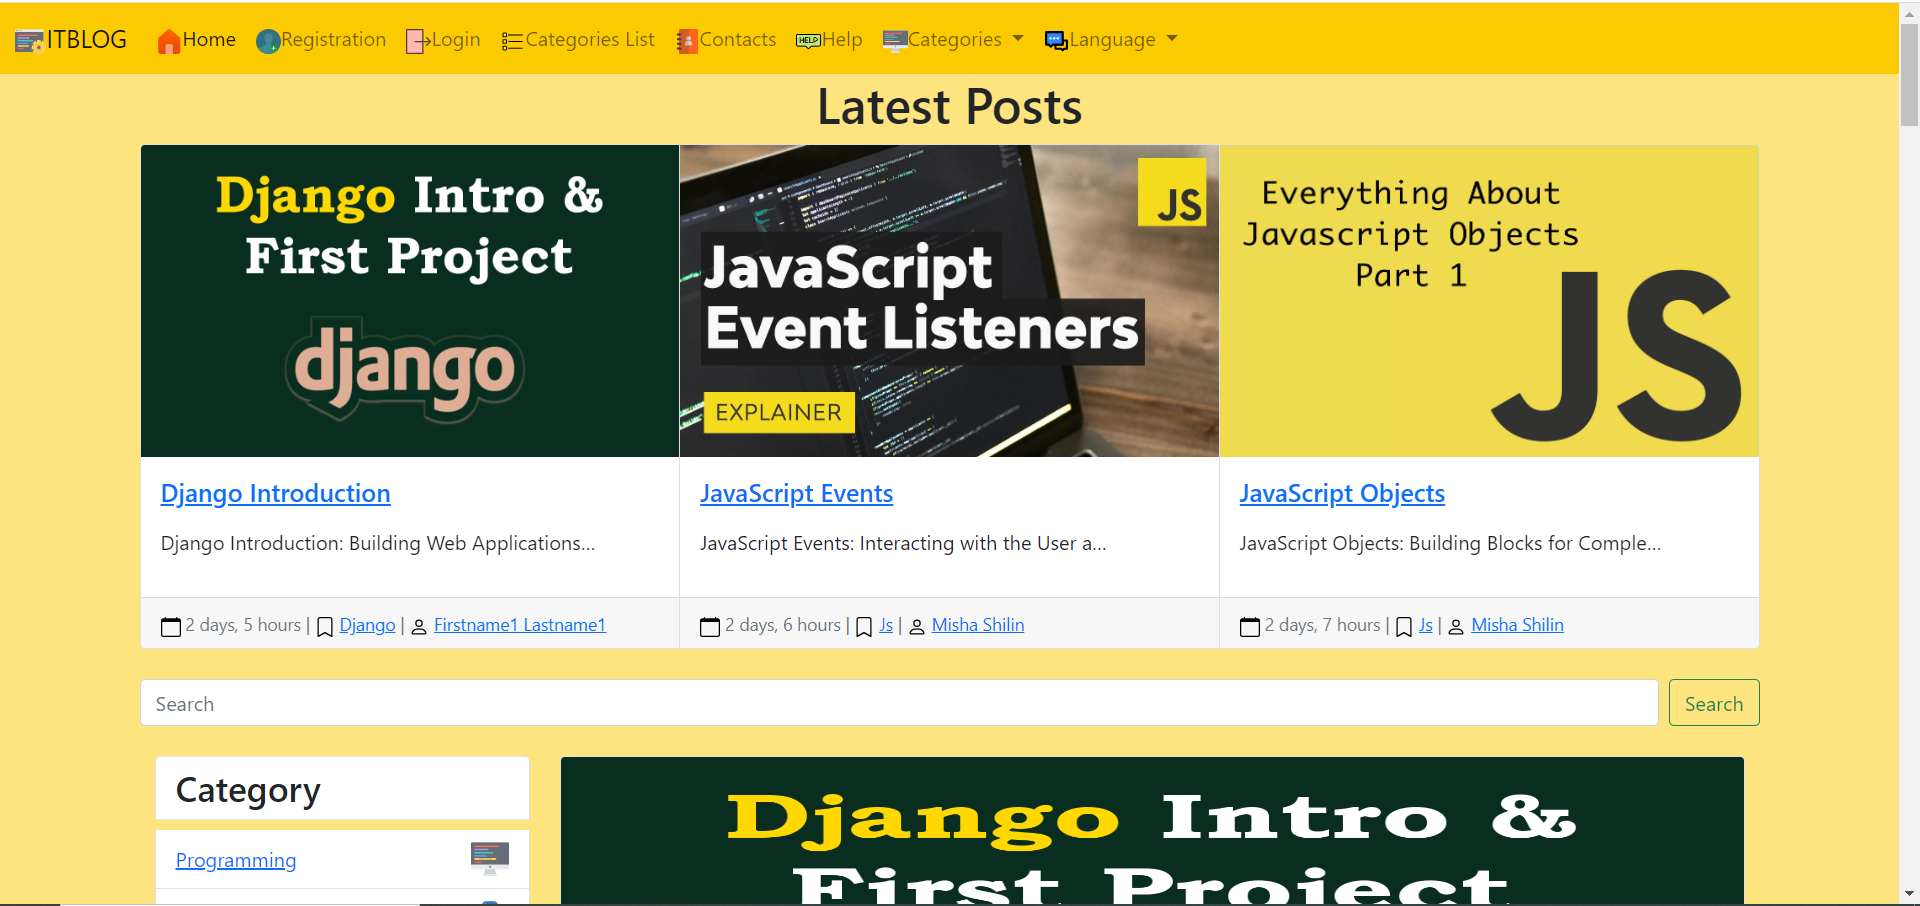 ITBLOG Home Registration Login Categories List Contacts HELP Help Categories Language
Latest Posts
Django Intro &
First Project
django
JS
JavaScript
Event Listeners
EXPLAINER
Everything About
Javascript Objects
Part 1
JS
Django Introduction
Django Introduction: Building Web Applications...
2 days, 5 hours | Django | Firstname1 Lastname1
JavaScript Events
JavaScript Events: Interacting with the User a...
2 days, 6 hours | Js | Misha Shilin
JavaScript Objects
JavaScript Objects: Building Blocks for Comple...
2 days, 7 hours | Js | Misha Shilin
Search Search
Category
Programming
Django Intro &
First Project